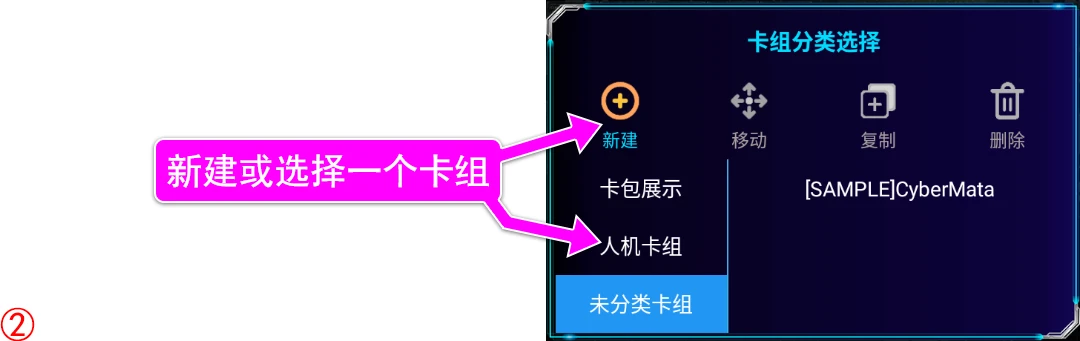 卡组分类选择
新建 移动 复制 删除
新建或选择一个卡组
卡包展示 [SAMPLE]CyberMata
人机卡组
未分类卡组
②